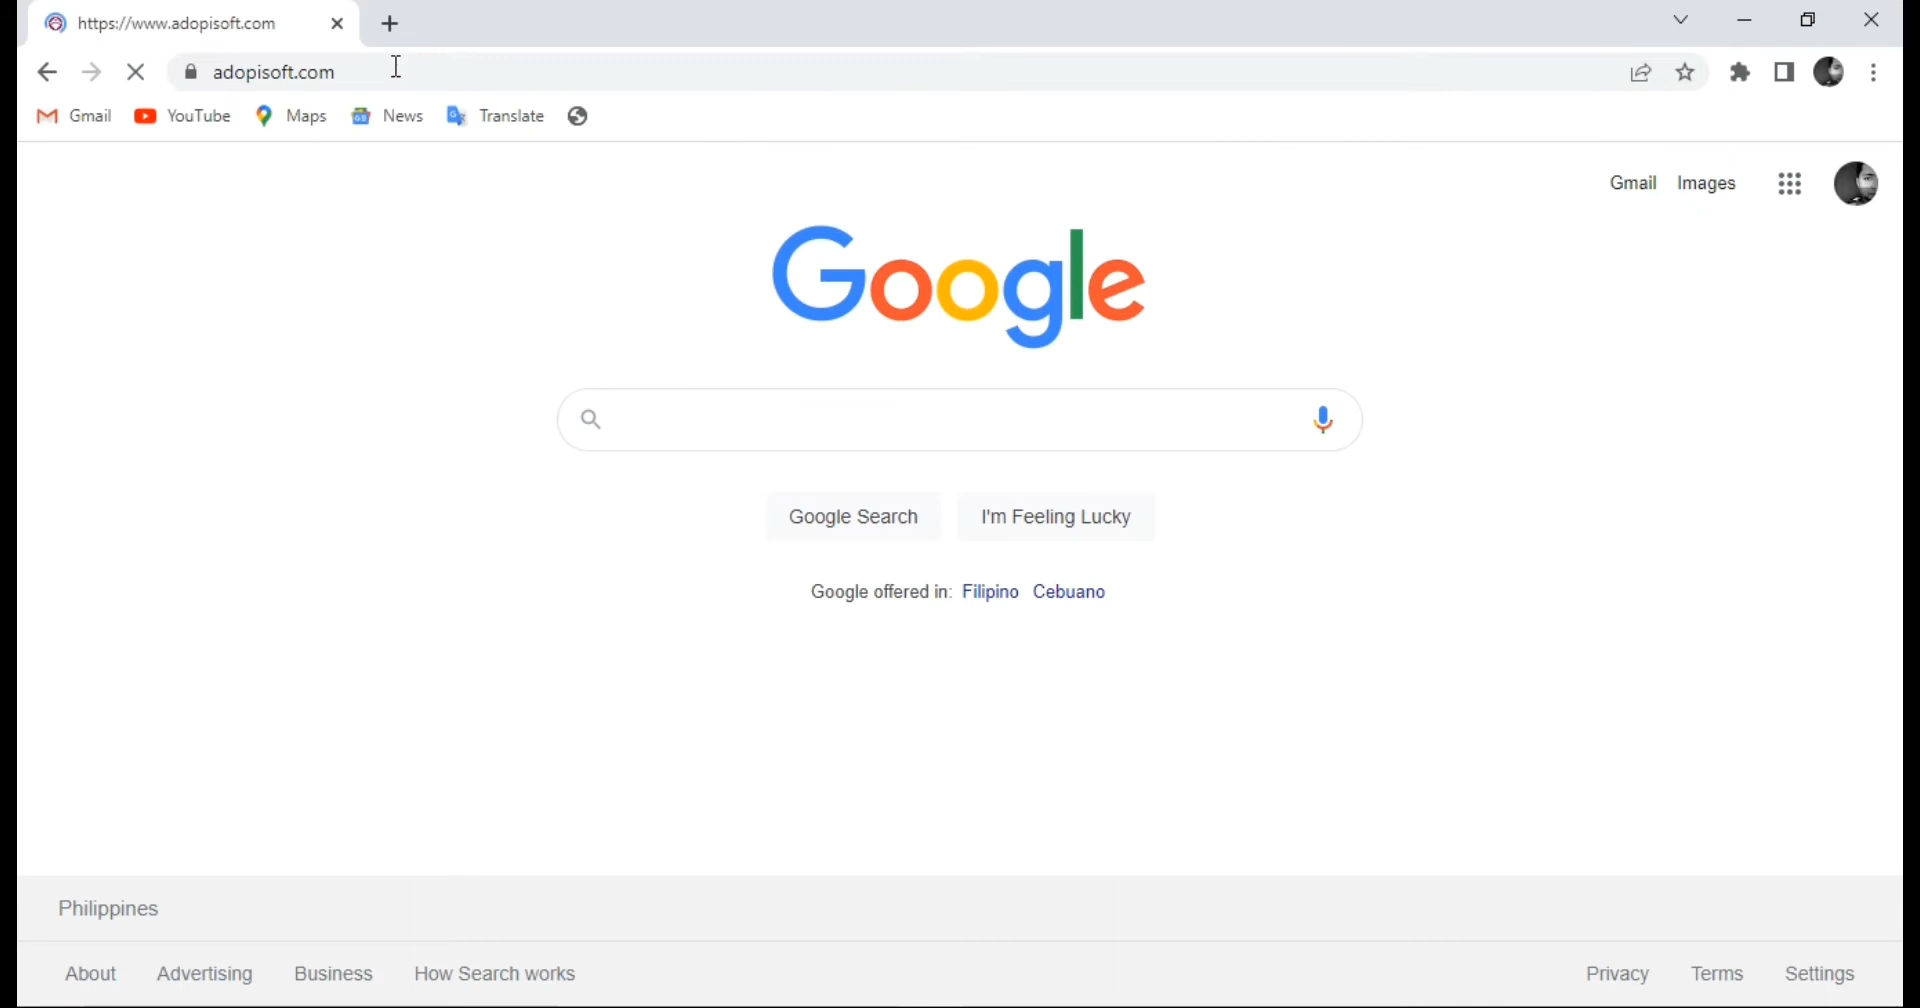 https://www.adopisoft.com
adopisoft.com
Gmail YouTube Maps News Translate
Gmail Images
Google
Google Search I'm Feeling Lucky
Google offered in: Filipino Cebuano
Philippines
About Advertising Business How Search works Privacy Terms Settings